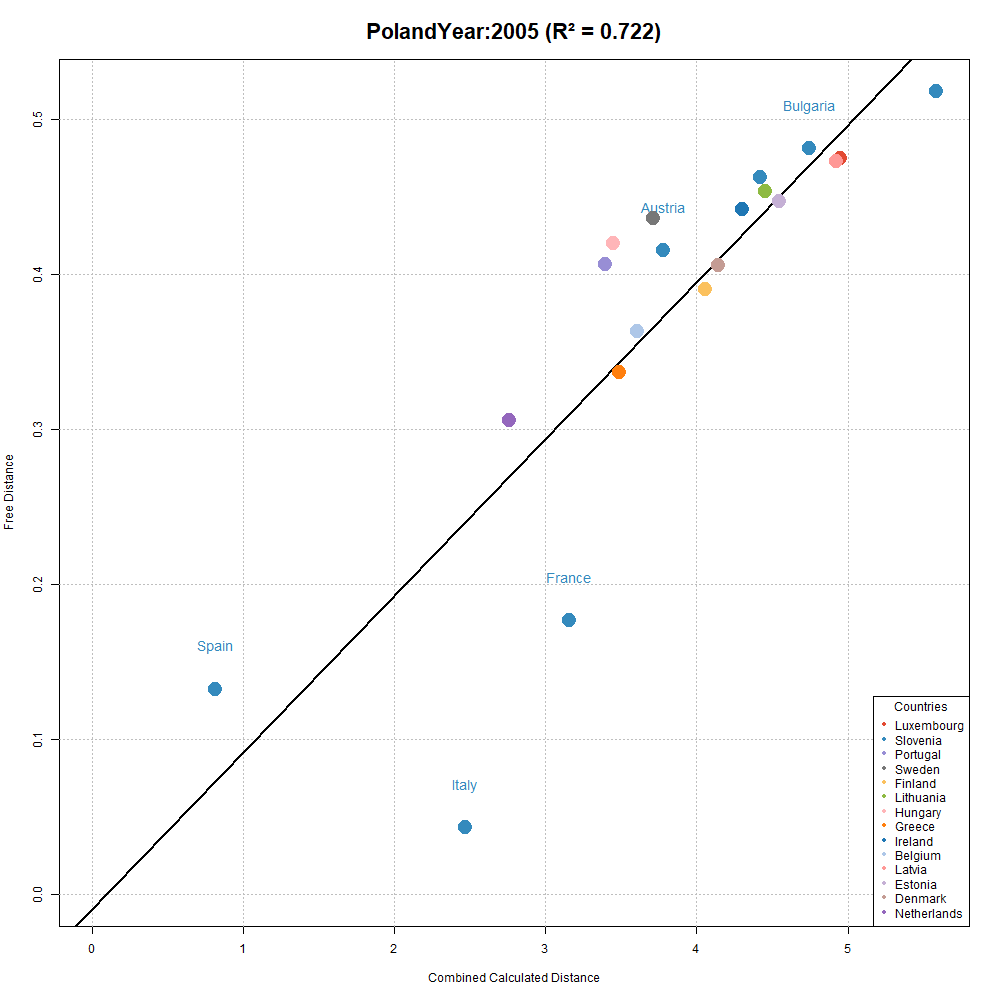 PolandYear:2005 (R² = 0.722)
Bulgaria
Austria
France
Spain
Italy
0.5
0.4
0.3
0.2
0.1
0.0
Free Distance
0 1 2 3 4 5
Combined Calculated Distance
Countries
Luxembourg
Slovenia
Portugal
Sweden
Finland
Lithuania
Hungary
Greece
Ireland
Belgium
Latvia
Estonia
Denmark
Netherlands